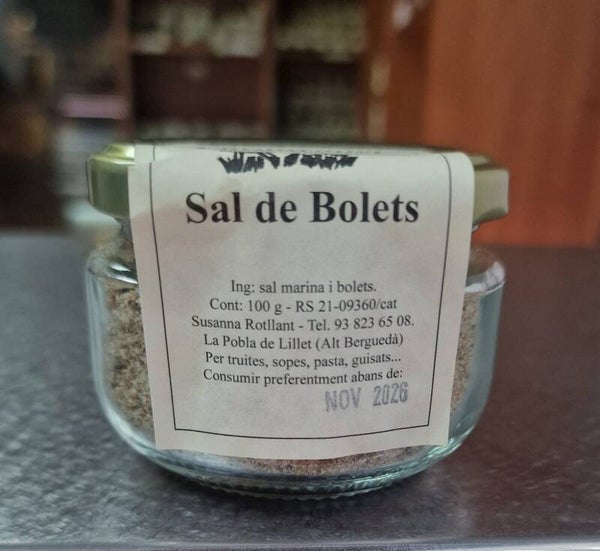 Sal de Bolets
Ing: sal marina i bolets.
Cont: 100 g - RS 21-09360/cat
Susanna Rotllant - Tel. 93 823 65 08.
La Pobla de Lillet (Alt Berguedà)
Per truites, sopes, pasta, guisats...
Consumir preferentment abans de:
NOV 2026